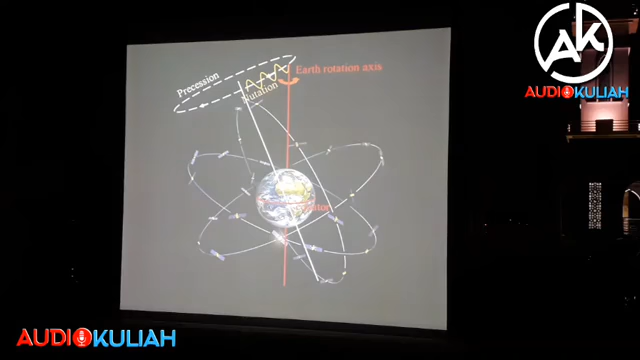 AK
AUDIOKULIAH
Precession
Nutation
Earth rotation axis
AUDIOKULIAH